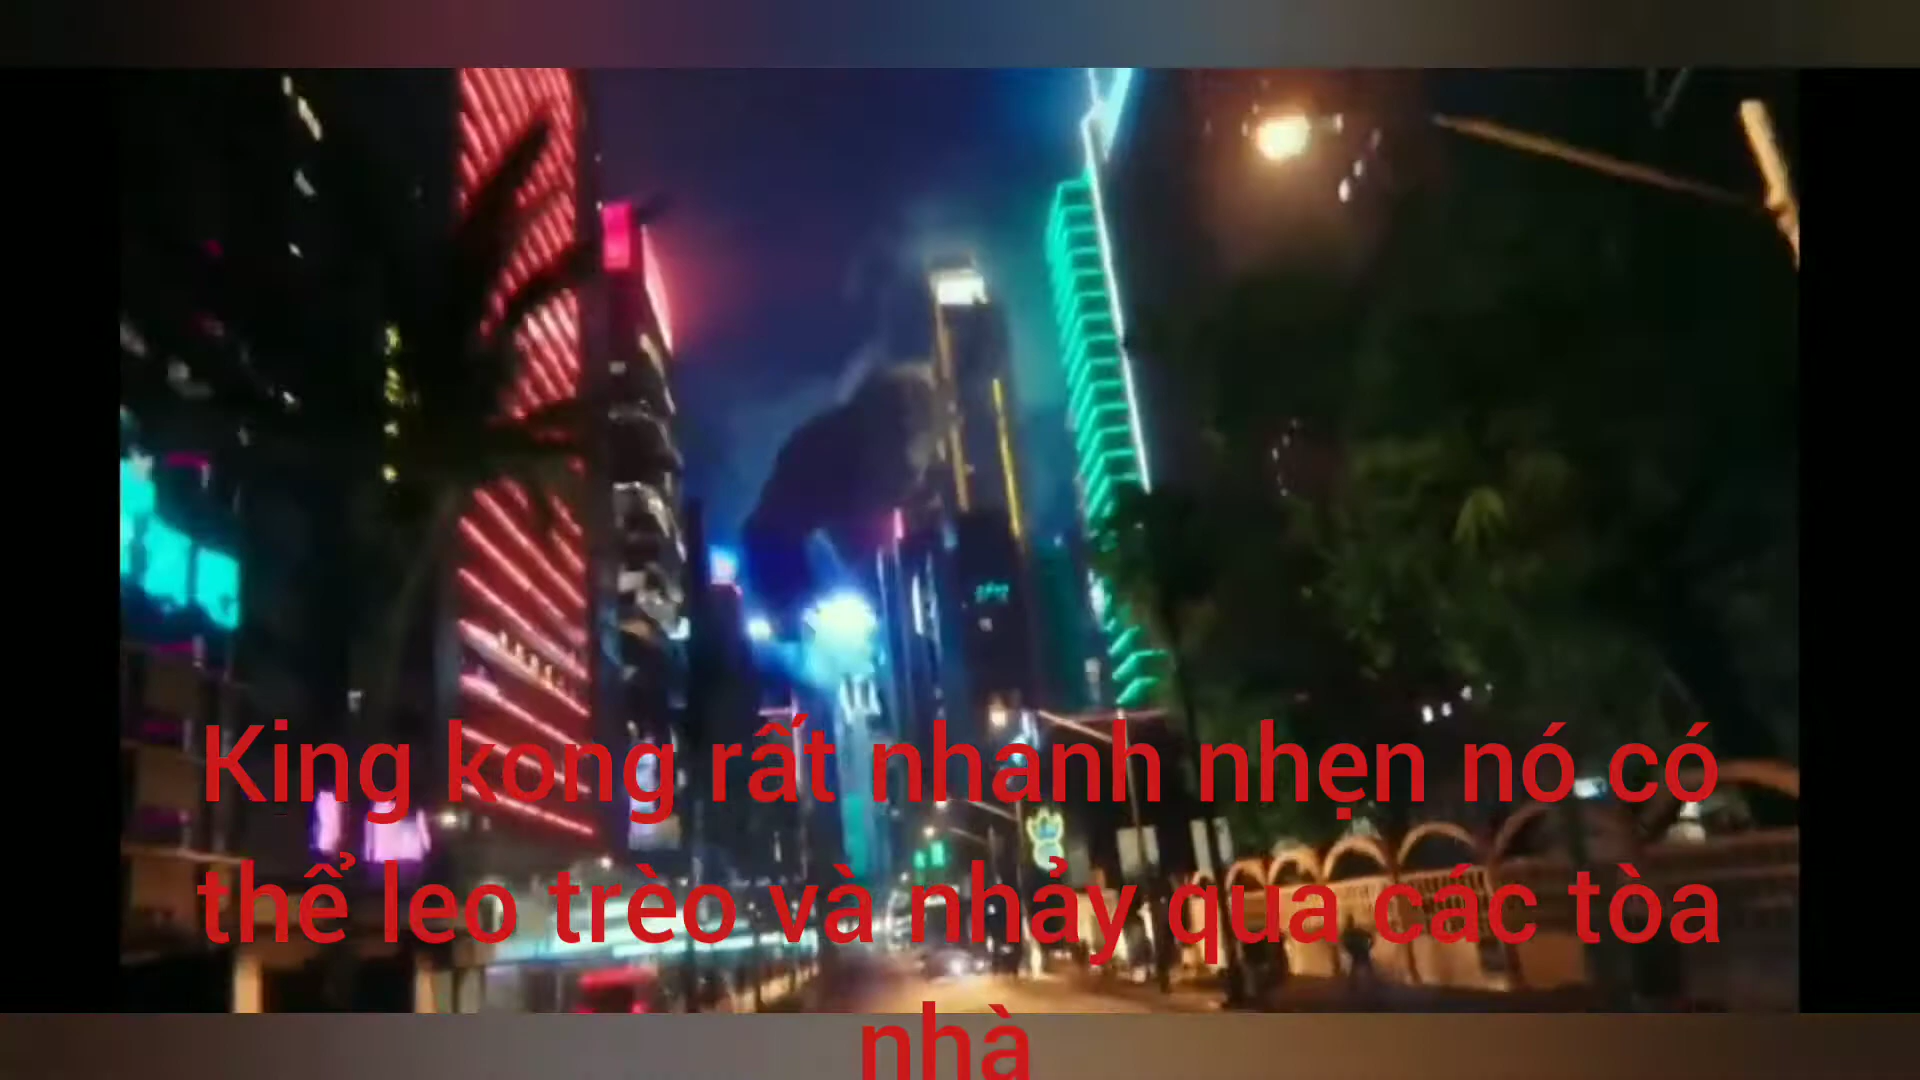 King kong rất nhanh nhẹn nó có
thể leo trèo và nhảy qua các tòa
nhà